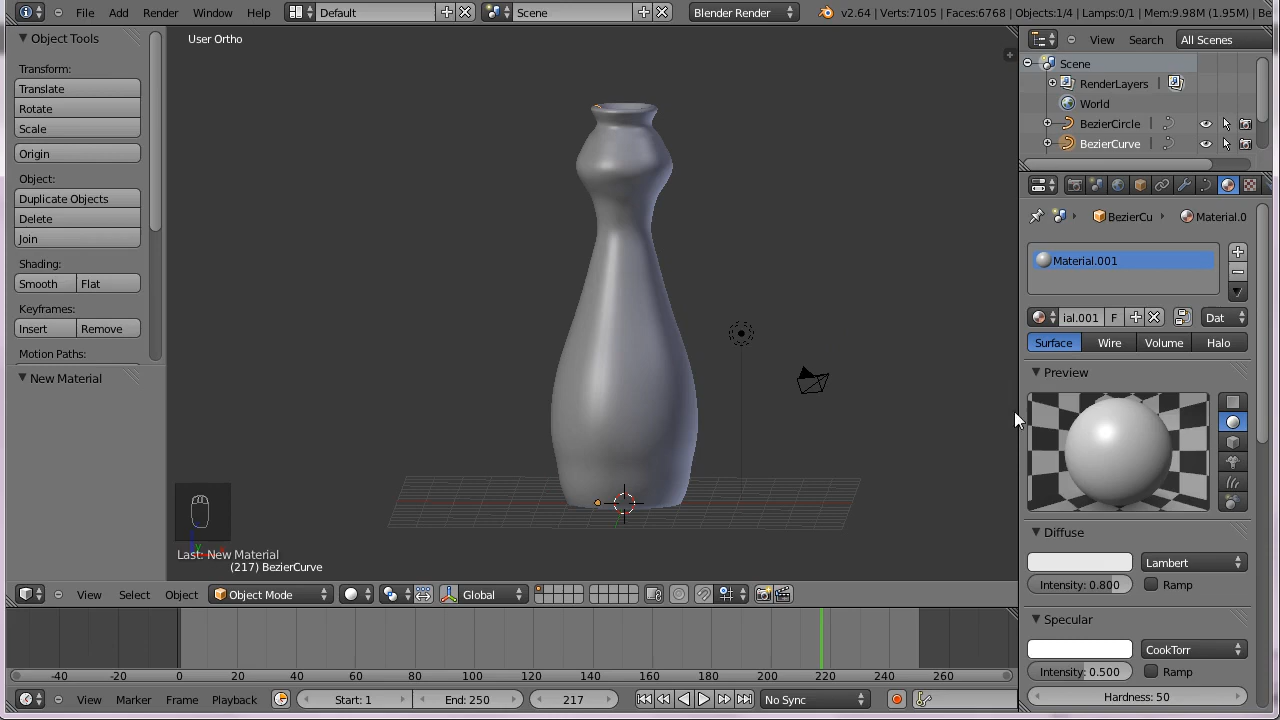 File Add Render Window Help Default Scene Blender Render v2.64 | Verts:7105 | Faces:6768 | Objects:1/4 | Lamps:0/1 | Mem:9.98M (1.95M) | Be
Object Tools
Transform:
Translate
Rotate
Scale
Origin
Object:
Duplicate Objects
Delete
Join
Shading:
Smooth Flat
Keyframes:
Insert Remove
Motion Paths:
New Material
User Ortho
Last: New Material
(217) BezierCurve
View Select Object Object Mode Global
View Search All Scenes
Scene
RenderLayers
World
BezierCircle
BezierCurve
BezierCu Material.0
Material.001
ial.001 F Dat
Surface Wire Volume Halo
Preview
Diffuse
Lambert
Intensity: 0.800 Ramp
Specular
CookTorr
Intensity: 0.500 Ramp
Hardness: 50
-40 -20 0 20 40 60 80 100 120 140 160 180 200 220 240 260
View Marker Frame Playback Start: 1 End: 250 217 No Sync